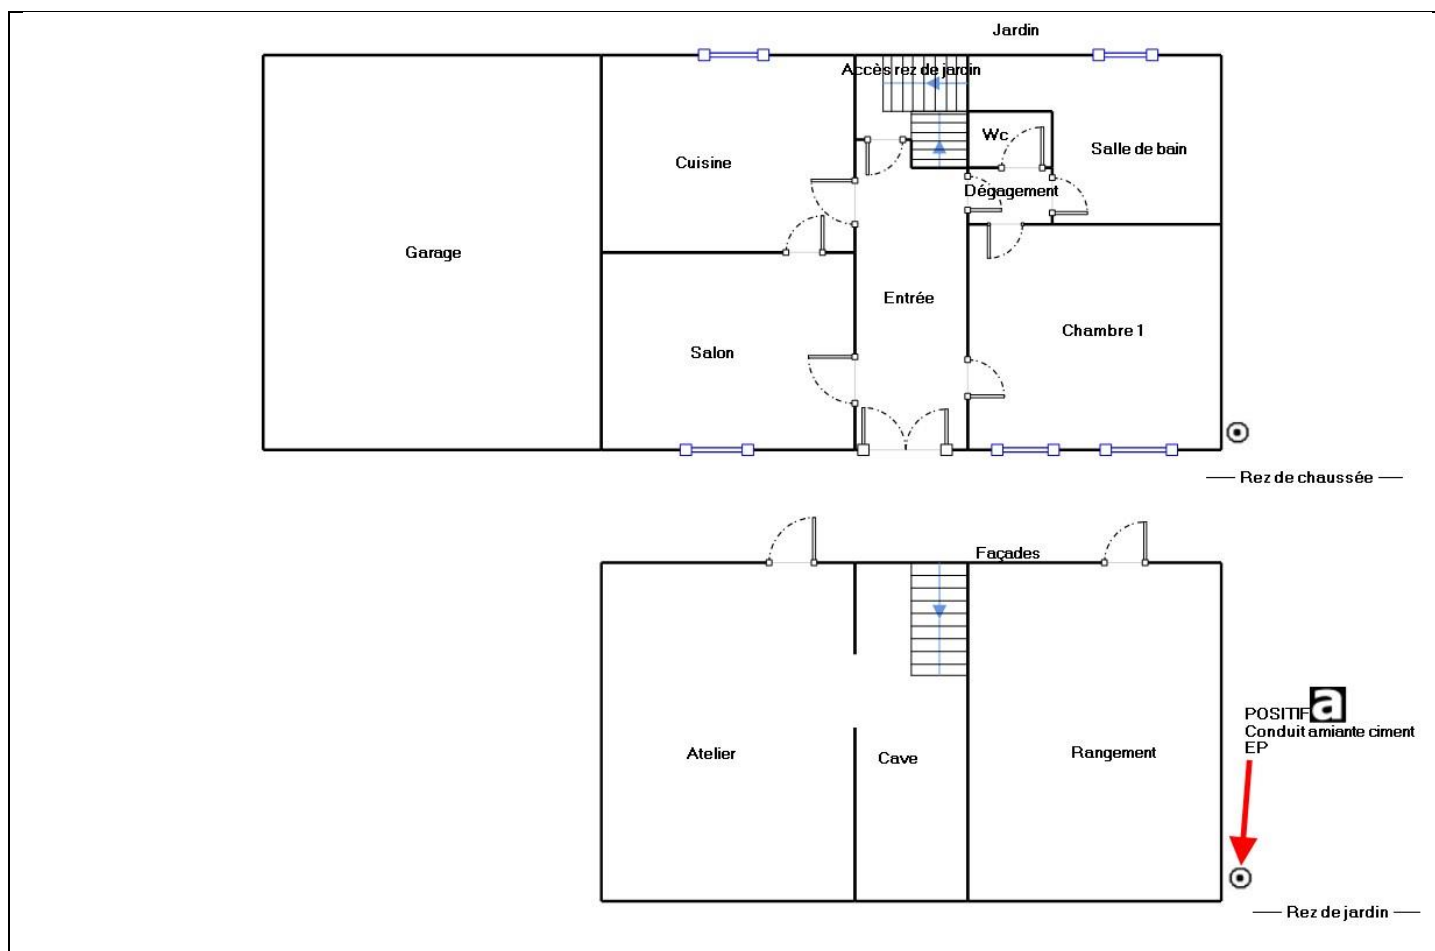 Jardin
Accès rez de jardin
Wc
Salle de bain
Cuisine
Dégagement
Garage
Entrée
Chambre 1
Salon
Rez de chaussée
Façades
a
POSITIF
Conduit amiante ciment
EP
Atelier
Cave
Rangement
Rez de jardin